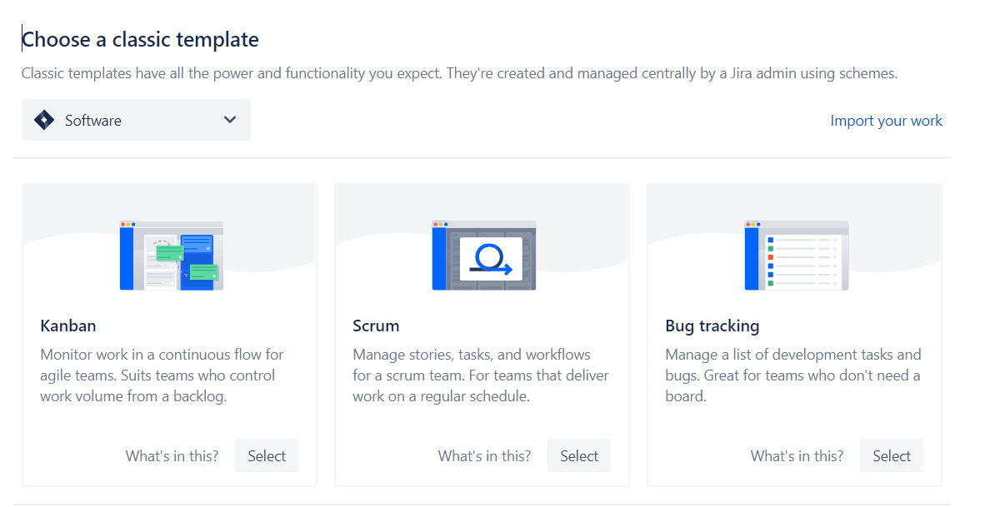 Choose a classic template
Classic templates have all the power and functionality you expect. They're created and managed centrally by a Jira admin using schemes.
Software
Import your work
Kanban
Monitor work in a continuous flow for
agile teams. Suits teams who control
work volume from a backlog.
What's in this?
Select
Scrum
Manage stories, tasks, and workflows
for a scrum team. For teams that deliver
work on a regular schedule.
What's in this?
Select
Bug tracking
Manage a list of development tasks and
bugs. Great for teams who don't need a
board.
What's in this?
Select